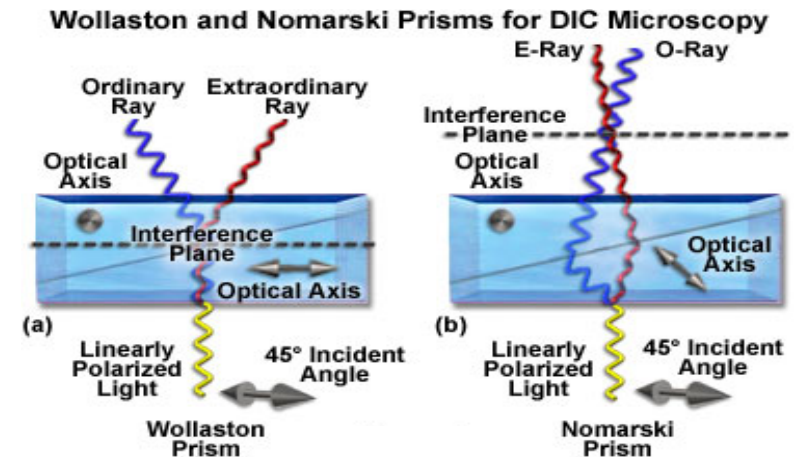 Wollaston and Nomarski Prisms for DIC Microscopy
Ordinary
Ray
Extraordinary
Ray
Optical
Axis
Interference
Plane
Optical Axis
(a)
Linearly
Polarized
Light
45° Incident
Angle
Wollaston
Prism
E-Ray
O-Ray
Interference
Plane
Optical
Axis
Optical
Axis
(b)
Linearly
Polarized
Light
45° Incident
Angle
Nomarski
Prism